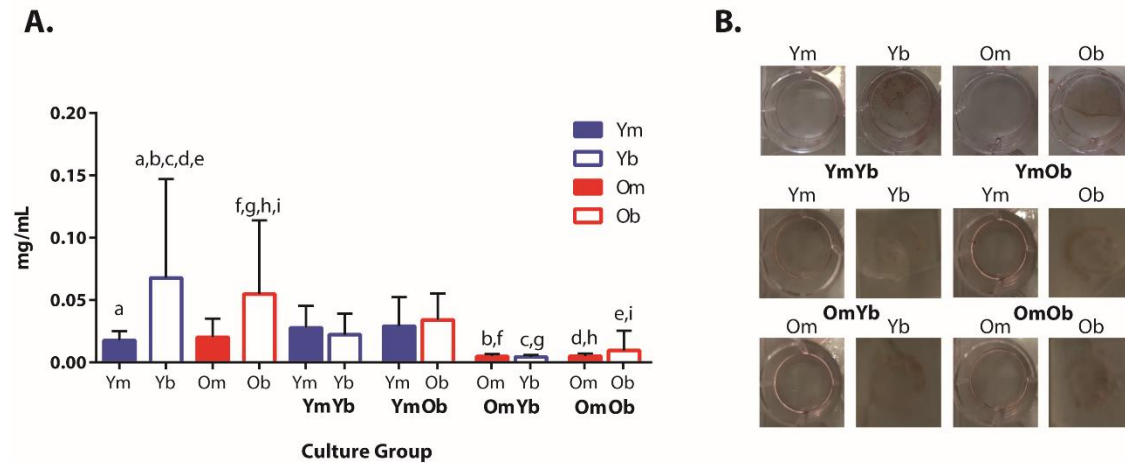 A.
0.20
0.15
0.10
0.05
0.00
mg/mL
a
a,b,c,d,e
f,g,h,i
b,f
c,g
d,h
e,i
Ym
Yb
Om
Ob
Ym Yb Om Ob Ym Yb Ym Ob Om Yb Om Ob
YmYb YmOb OmYb OmOb
Culture Group
B.
Ym Yb Om Ob
YmYb YmOb
Ym Yb Ym Ob
OmYb OmOb
Om Yb Om Ob